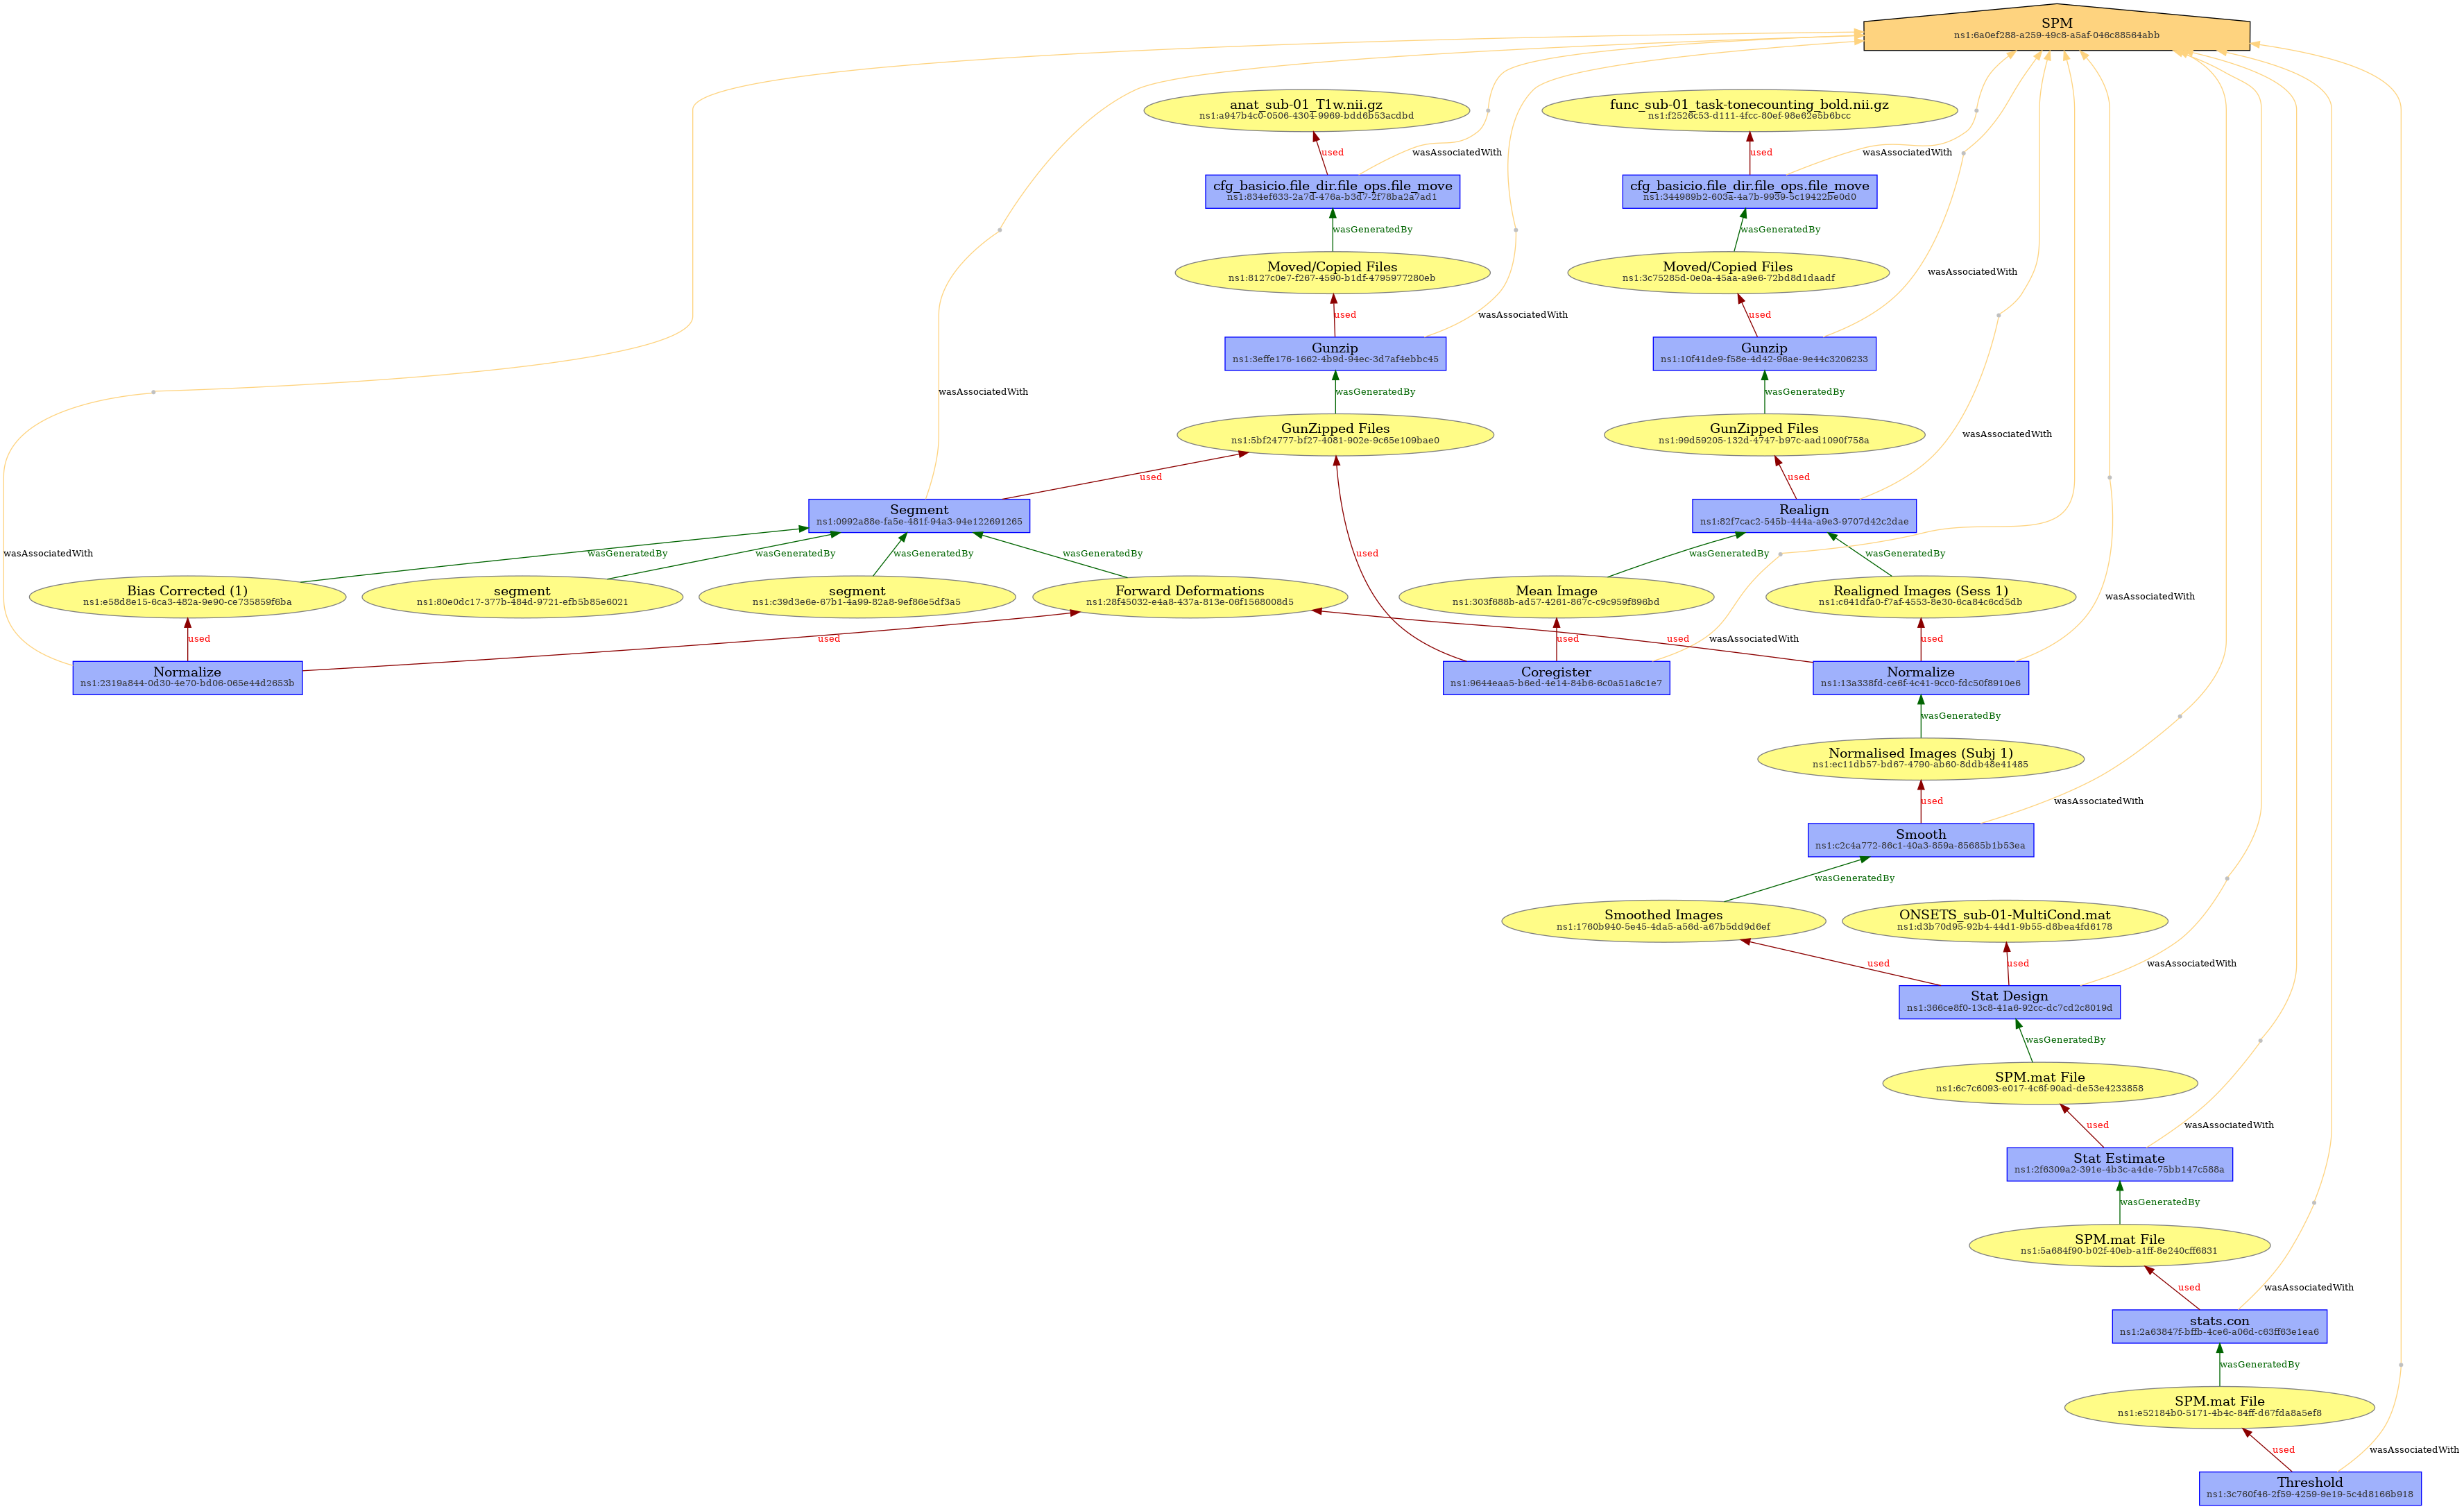 SPM
ns1:6a0ef288-a259-49c8-a5af-046c88564abb
anat_sub-01_T1w.nii.gz
ns1:a947b4c0-0506-4304-9969-bdd6b53acdbd
func_sub-01_task-tonecounting_bold.nii.gz
ns1:f2526c53-d111-4fcc-80ef-98e62e5b6bcc
used
wasAssociatedWith
used
wasAssociatedWith
cfg_basicio.file_dir.file_ops.file_move
ns1:834ef633-2a7d-476a-b3d7-2f78ba2a7ad1
cfg_basicio.file_dir.file_ops.file_move
ns1:344989b2-603a-4a7b-9939-5c19422be0d0
wasGeneratedBy
wasGeneratedBy
Moved/Copied Files
ns1:8127c0e7-f267-4590-b1df-4795977280eb
Moved/Copied Files
ns1:3c75285d-0e0a-45aa-a9e6-72bd8d1daadf
wasAssociatedWith
used
wasAssociatedWith
used
Gunzip
ns1:3effe176-1662-4b9d-94ec-3d7af4ebbc45
Gunzip
ns1:10f41de9-f58e-4d42-96ae-9e44c3206233
wasAssociatedWith
wasGeneratedBy
wasGeneratedBy
GunZipped Files
ns1:5bf24777-bf27-4081-902e-9c65e109bae0
GunZipped Files
ns1:99d59205-132d-4747-b97c-aad1090f758a
wasAssociatedWith
used
used
Segment
ns1:0992a88e-fa5e-481f-94a3-94e122691265
Realign
ns1:82f7cac2-545b-444a-a9e3-9707d42c2dae
wasAssociatedWith
wasGeneratedBy
wasGeneratedBy
wasGeneratedBy
wasGeneratedBy
used
wasGeneratedBy
wasGeneratedBy
Bias Corrected (1)
ns1:e58d8e15-6ca3-482a-9e90-ce735859f6ba
segment
ns1:80e0dc17-377b-484d-9721-efb5b85e6021
segment
ns1:c39d3e6e-67b1-4a99-82a8-9ef86e5df3a5
Forward Deformations
ns1:28f45032-e4a8-437a-813e-06f1568008d5
Mean Image
ns1:303f688b-ad57-4261-867c-c9c959f896bd
Realigned Images (Sess 1)
ns1:c641dfa0-f7af-4553-8e30-6ca84c6cd5db
wasAssociatedWith
used
used
used
used
wasAssociatedWith
used
Normalize
ns1:2319a844-0d30-4e70-bd06-065e44d2653b
Coregister
ns1:9644eaa5-b6ed-4e14-84b6-6c0a51a6c1e7
Normalize
ns1:13a338fd-ce6f-4c41-9cc0-fdc50f8910e6
wasGeneratedBy
Normalised Images (Subj 1)
ns1:ec11db57-bd67-4790-ab60-8ddb48e41485
used
wasAssociatedWith
Smooth
ns1:c2c4a772-86c1-40a3-859a-85685b1b53ea
wasGeneratedBy
Smoothed Images
ns1:1760b940-5e45-4da5-a56d-a67b5dd9d6ef
ONSETS_sub-01-MultiCond.mat
ns1:d3b70d95-92b4-44d1-9b55-d8bea4fd6178
used
used
wasAssociatedWith
Stat Design
ns1:366ce8f0-13c8-41a6-92cc-dc7cd2c8019d
wasGeneratedBy
SPM.mat File
ns1:6c7c6093-e017-4c6f-90ad-de53e4233858
used
wasAssociatedWith
Stat Estimate
ns1:2f6309a2-391e-4b3c-a4de-75bb147c588a
wasGeneratedBy
SPM.mat File
ns1:5a684f90-b02f-40eb-a1ff-8e240cff6831
used
wasAssociatedWith
stats.con
ns1:2a63847f-bffb-4ce6-a06d-c63ff63e1ea6
wasGeneratedBy
SPM.mat File
ns1:e52184b0-5171-4b4c-84ff-d67fda8a5ef8
used
wasAssociatedWith
Threshold
ns1:3c760f46-2f59-4259-9e19-5c4d8166b918